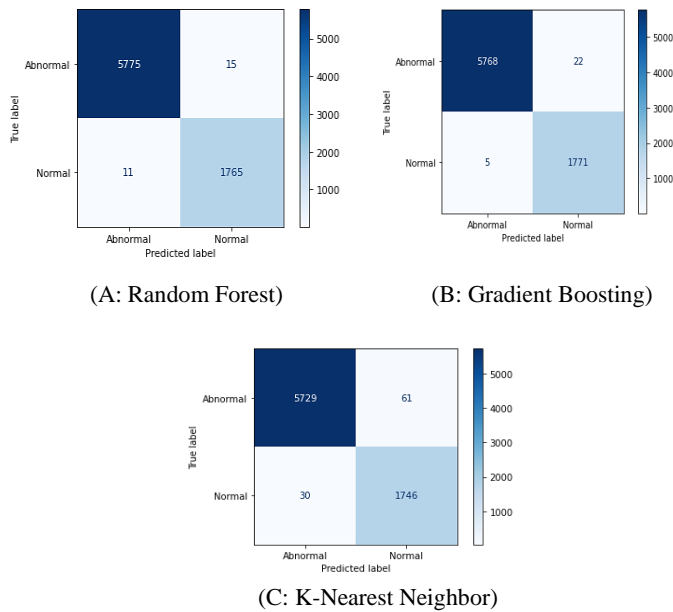 Abnormal
5775
15
Normal
11
1765
Abnormal
Normal
Predicted label
True label
5000
4000
3000
2000
1000
(A: Random Forest)
Abnormal
5768
22
Normal
5
1771
Abnormal
Normal
Predicted label
True label
5000
4000
3000
2000
1000
(B: Gradient Boosting)
Abnormal
5729
61
Normal
30
1746
Abnormal
Normal
Predicted label
True label
5000
4000
3000
2000
1000
(C: K-Nearest Neighbor)